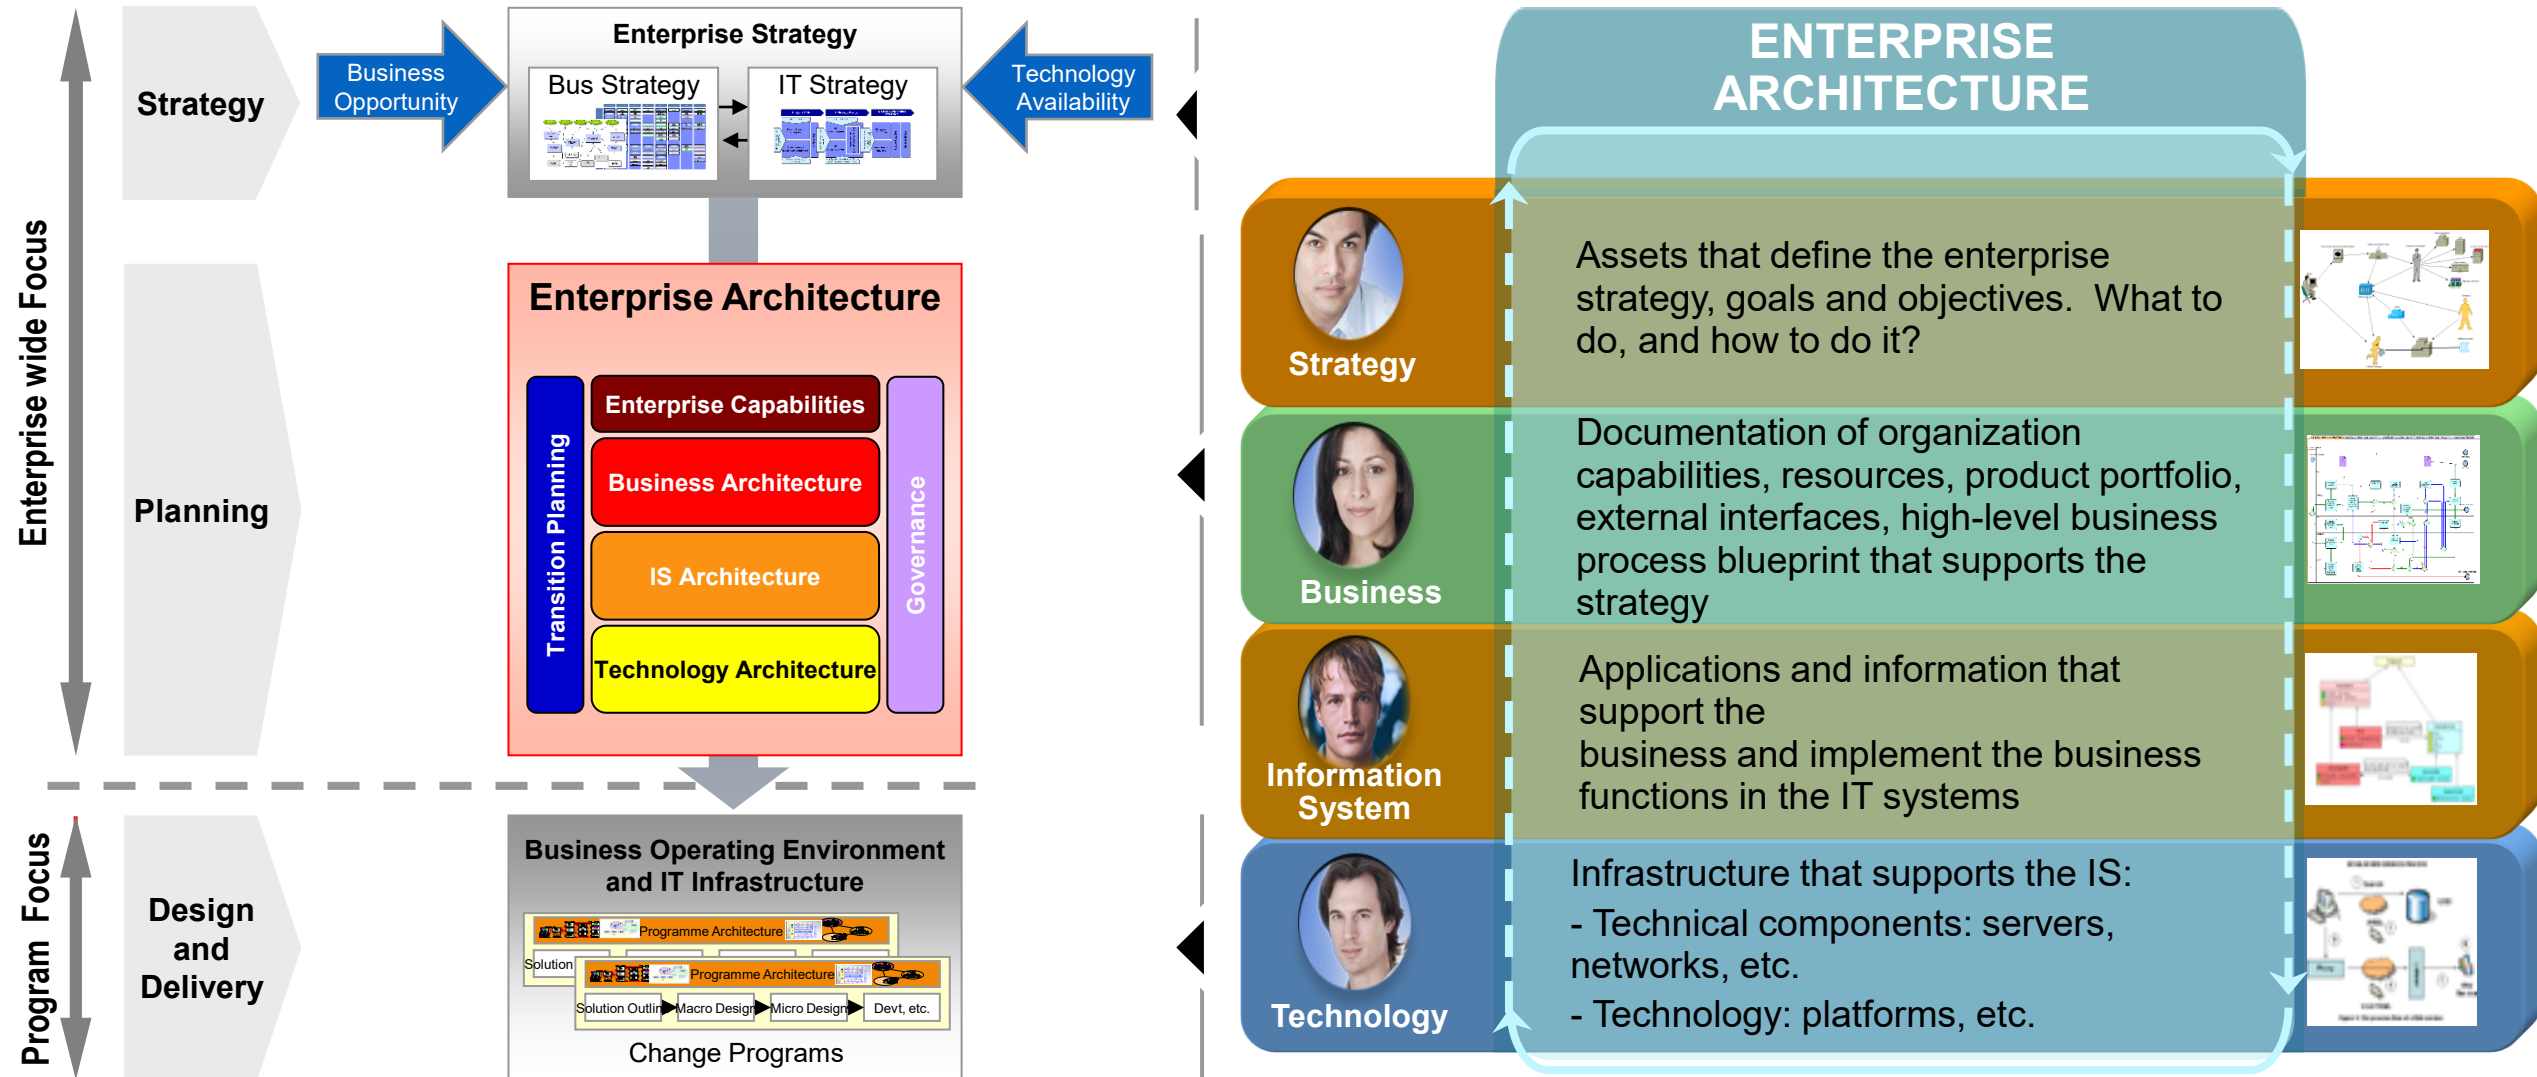 Enterprise wide Focus
Program Focus
Strategy
Planning
Design
and
Delivery
Business
Opportunity
Enterprise Strategy
Bus Strategy
IT Strategy
Technology
Availability
Enterprise Architecture
Transition Planning
Enterprise Capabilities
Business Architecture
IS Architecture
Technology Architecture
Governance
Business Operating Environment
and IT Infrastructure
Programme Architecture
Solution
Programme Architecture
Solution Outlin
Macro Design
Micro Design
Devt, etc.
Change Programs
ENTERPRISE
ARCHITECTURE
Strategy
Assets that define the enterprise
strategy, goals and objectives. What to
do, and how to do it?
Business
Documentation of organization
capabilities, resources, product portfolio,
external interfaces, high-level business
process blueprint that supports the
strategy
Information
System
Applications and information that
support the
business and implement the business
functions in the IT systems
Technology
Infrastructure that supports the IS:
- Technical components: servers,
networks, etc.
- Technology: platforms, etc.